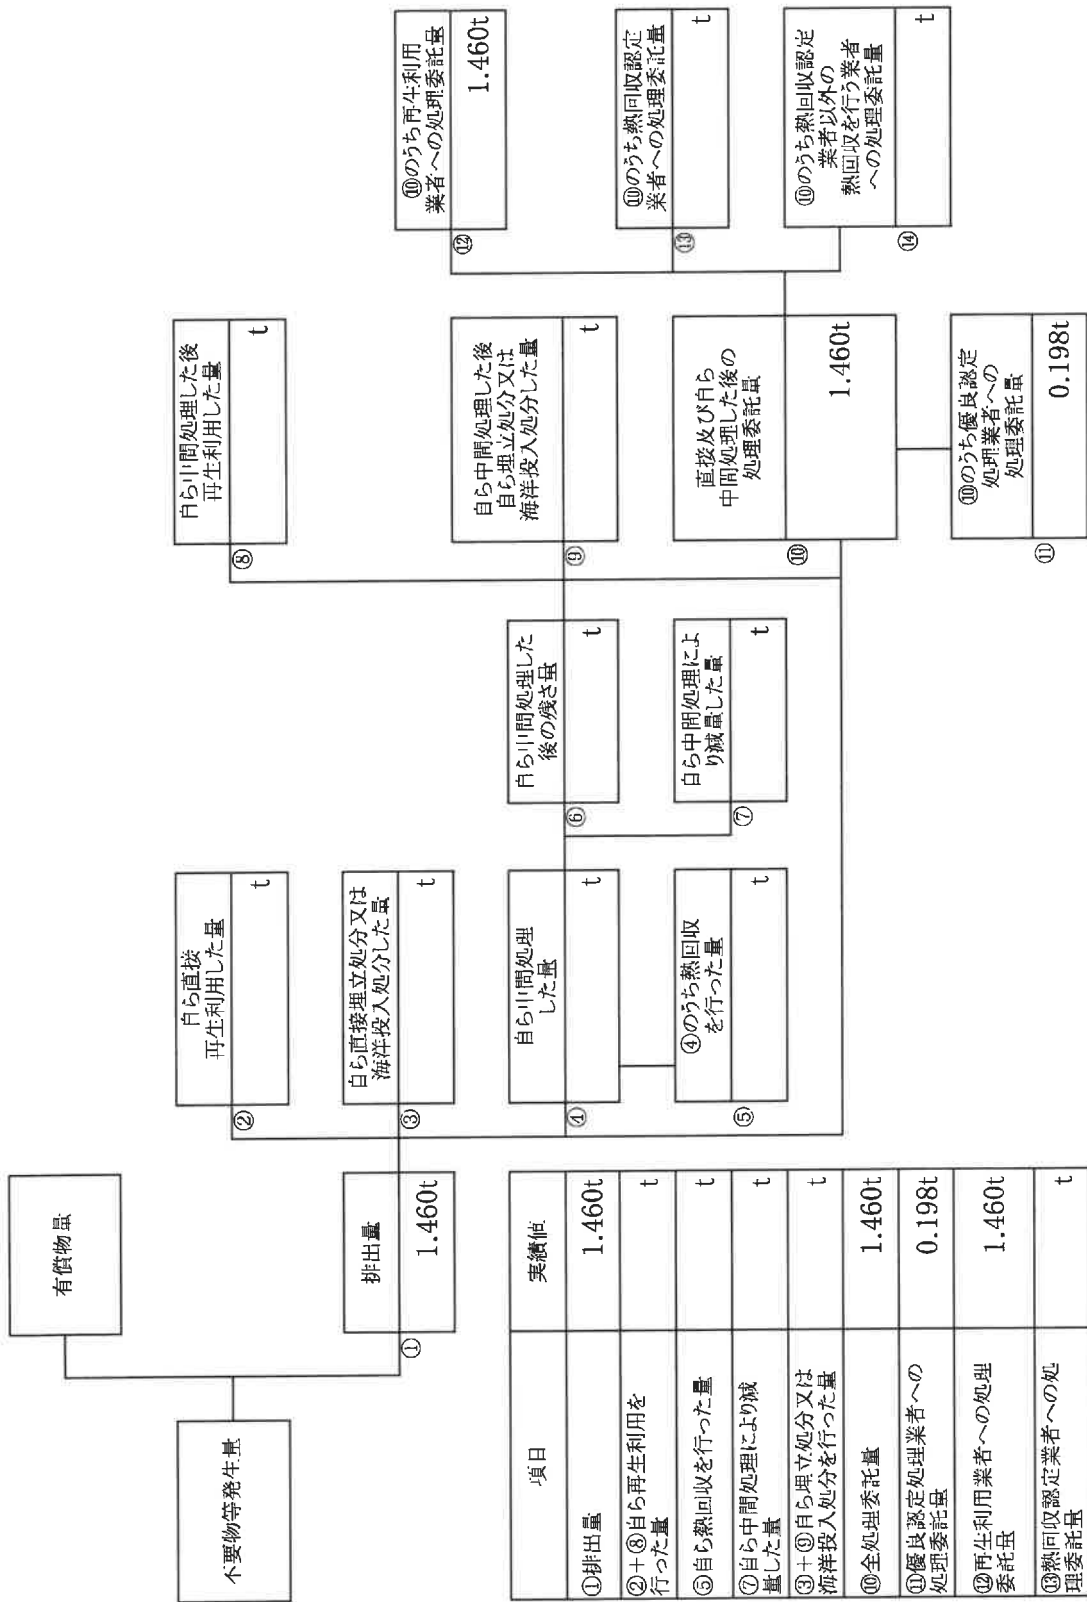 不要物等発生量
有償物量
排出量
①
1.460t
自ら直接
再生利用した量
②
t
自ら直接埋立処分又は
海洋投入処分した量
③
t
自ら中間処理
した量
④
t
④のうち熱回収
を行った量
⑤
t
自ら中間処理した
後の残さ量
⑥
t
自ら中間処理によ
り減量した量
⑦
t
自ら中間処理した後
再生利用した量
⑧
t
自ら中間処理した後
自ら埋立処分又は
海洋投入処分した量
⑨
t
直接及び自ら
中間処理した後の
処理委託量
⑩
1.460t
⑩のうち優良認定
処理業者への
処理委託量
⑪
0.198t
⑩のうち再生利用
業者への処理委託量
⑫
1.460t
⑩のうち熱回収認定
業者への処理委託量
⑬
t
⑩のうち熱回収認定
業者以外の
熱回収を行う業者
への処理委託量
⑭
t
項目 実績値
①排出量 1.460t
②+⑧自ら再生利用を
行った量 t
⑤自ら熱回収を行った量 t
⑦自ら中間処理により減
量した量 t
③+⑨自ら埋立処分又は
海洋投入処分を行った量 t
⑩全処理委託量 1.460t
⑪優良認定処理業者への
処理委託量 0.198t
⑫再生利用業者への処理
委託量 1.460t
⑬熱回収認定業者への処
理委託量 t